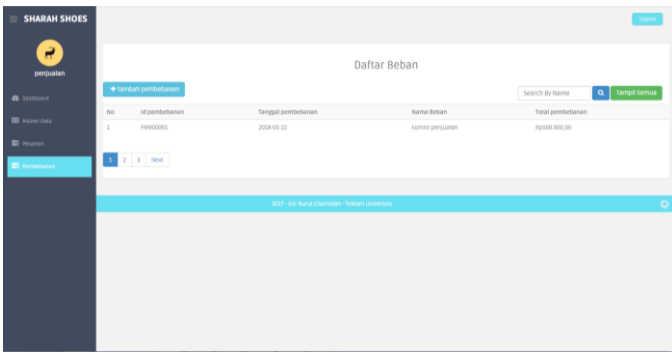 SHARAH SHOES
Logout
penjualan
Daftar Beban
Tambah pembebanan
Search By Name
Tampil Semua
Dashboard
Master Data
Pesanan
Pembebanan
No Id pembebanan Tanggal pembebanan Nama Beban Total pembebanan
1 PBN00001 2018-05-22 komisi penjualan Rp500.000,00
1 2 3 Next
2017 - Siti Nurul Chamidah - Telkom University